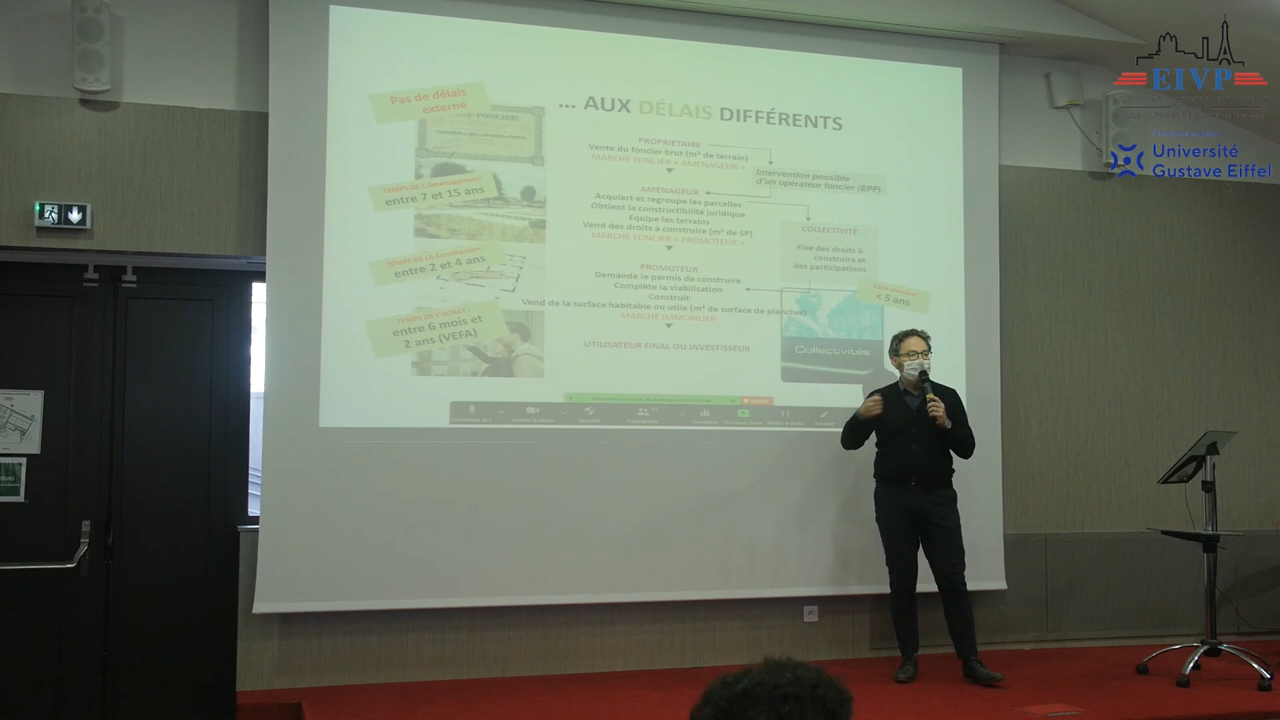 ... AUX DÉLAIS DIFFÉRENTS
Pas de délais
externe
PROPRIETAIRE
Vente du foncier brut (m² de terrain)
MARCHE FONCIER « AMENAGEUR »
Intervention possible
d'un opérateur foncier (EPF)
TEMPS DE L'Aménagement:
entre 7 et 15 ans
AMENAGEUR
Acquiert et regroupe les parcelles
Obtient la constructibilité juridique
Equipe les terrains
Vend des droits à construire (m² de SP)
MARCHE FONCIER « PROMOTEUR »
COLLECTIVITÉ
Fixe des droits à
construire et
des participations
TEMPS DE LA Construction:
entre 2 et 4 ans
PROMOTEUR
Demande le permis de construire
Complète la viabilisation
Construit
Vend de la surface habitable ou utile (m² de surface de plancher)
MARCHE IMMOBILIER
< 5 ans
TEMPS DE L'ACHAT :
entre 6 mois et
2 ans (VEFA)
UTILISATEUR FINAL OU INVESTISSEUR
Collectivités
EIVP
Université
Gustave Eiffel